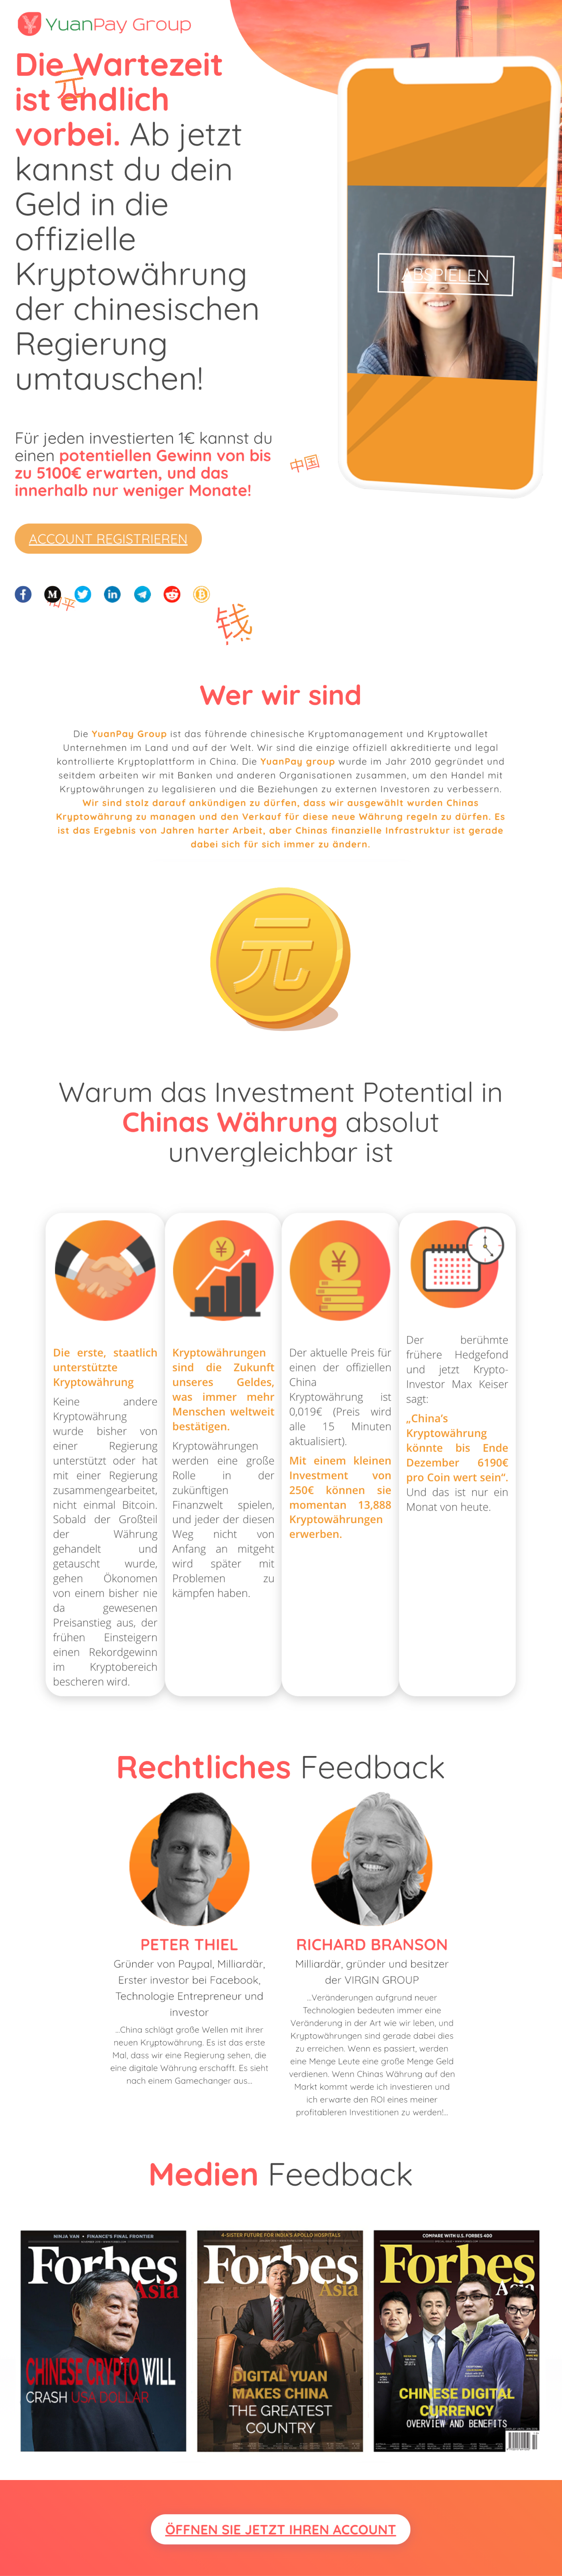 YuanPay Group
Die Wartezeit
ist endlich
vorbei. Ab jetzt
kannst du dein
Geld in die
offizielle
Kryptowährung
der chinesischen
Regierung
umtauschen!
元
ABSPIELEN
Für jeden investierten 1€ kannst du
einen potentiellen Gewinn von bis
zu 5100€ erwarten, und das
innerhalb nur weniger Monate!
中国
ACCOUNT REGISTRIEREN
和平
钱
Wer wir sind
Die YuanPay Group ist das führende chinesische Kryptomanagement und Kryptowallet
Unternehmen im Land und auf der Welt. Wir sind die einzige offiziell akkreditierte und legal
kontrollierte Kryptoplattform in China. Die YuanPay group wurde im Jahr 2010 gegründet und
seitdem arbeiten wir mit Banken und anderen Organisationen zusammen, um den Handel mit
Kryptowährungen zu legalisieren und die Beziehungen zu externen Investoren zu verbessern.
Wir sind stolz darauf ankündigen zu dürfen, dass wir ausgewählt wurden Chinas
Kryptowährung zu managen und den Verkauf für diese neue Währung regeln zu dürfen. Es
ist das Ergebnis von Jahren harter Arbeit, aber Chinas finanzielle Infrastruktur ist gerade
dabei sich für sich immer zu ändern.
元
Warum das Investment Potential in
Chinas Währung absolut
unvergleichbar ist
Die erste, staatlich
unterstützte
Kryptowährung
Keine andere
Kryptowährung
wurde bisher von
einer Regierung
unterstützt oder hat
mit einer Regierung
zusammengearbeitet,
nicht einmal Bitcoin.
Sobald der Großteil
der Währung
gehandelt und
getauscht wurde,
gehen Ökonomen
von einem bisher nie
da gewesenen
Preisanstieg aus, der
frühen Einsteigern
einen Rekordgewinn
im Kryptobereich
bescheren wird.
Kryptowährungen
sind die Zukunft
unseres Geldes,
was immer mehr
Menschen weltweit
bestätigen.
Kryptowährungen
werden eine große
Rolle in der
zukünftigen
Finanzwelt spielen,
und jeder der diesen
Weg nicht von
Anfang an mitgeht
wird später mit
Problemen zu
kämpfen haben.
Der aktuelle Preis für
einen der offiziellen
China
Kryptowährung ist
0,019€ (Preis wird
alle 15 Minuten
aktualisiert).
Mit einem kleinen
Investment von
250€ können sie
momentan 13,888
Kryptowährungen
erwerben.
Der berühmte
frühere Hedgefond
und jetzt Krypto-
Investor Max Keiser
sagt:
„China's
Kryptowährung
könnte bis Ende
Dezember 6190€
pro Coin wert sein“.
Und das ist nur ein
Monat von heute.
Rechtliches Feedback
PETER THIEL
Gründer von Paypal, Milliardär,
Erster investor bei Facebook,
Technologie Entrepreneur und
investor
...China schlägt große Wellen mit ihrer
neuen Kryptowährung. Es ist das erste
Mal, dass wir eine Regierung sehen, die
eine digitale Währung erschafft. Es sieht
nach einem Gamechanger aus...
RICHARD BRANSON
Milliardär, gründer und besitzer
der VIRGIN GROUP
...Veränderungen aufgrund neuer
Technologien bedeuten immer eine
Veränderung in der Art wie wir leben, und
Kryptowährungen sind gerade dabei dies
zu erreichen. Wenn es passiert, werden
eine Menge Leute eine große Menge Geld
verdienen. Wenn Chinas Währung auf den
Markt kommt werde ich investieren und
ich erwarte den ROI eines meiner
profitableren Investitionen zu werden!...
Medien Feedback
NINJA VAN • FINANCE'S FINAL FRONTIER
Forbes
Asia
CHINESE CRYPTO WILL
CRASH USA DOLLAR
4-SISTER FUTURE FOR INDIA'S APOLLO HOSPITALS
Forbes
Asia
DIGITAL YUAN
MAKES CHINA
THE GREATEST
COUNTRY
COMPARE WITH U.S. FORBES 400
Forbes
Asia
CHINESE DIGITAL
CURRENCY
OVERVIEW AND BENEFITS
ÖFFNEN SIE JETZT IHREN ACCOUNT